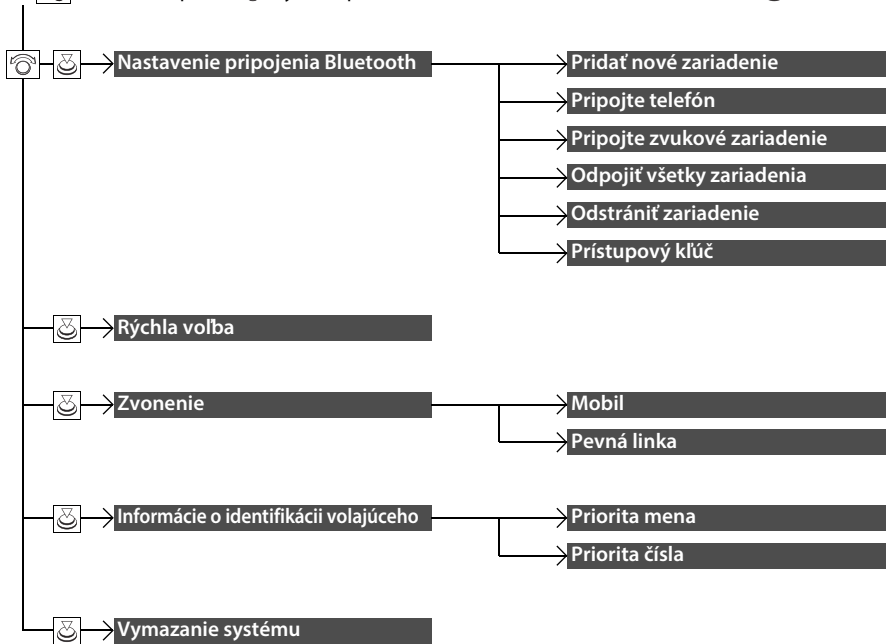 Nastavenie pripojenia Bluetooth
Pridať nové zariadenie
Pripojte telefón
Pripojte zvukové zariadenie
Odpojiť všetky zariadenia
Odstrániť zariadenie
Prístupový kľúč
Rýchla voľba
Zvonenie
Mobil
Pevná linka
Informácie o identifikácii volajúceho
Priorita mena
Priorita čísla
Vymazanie systému